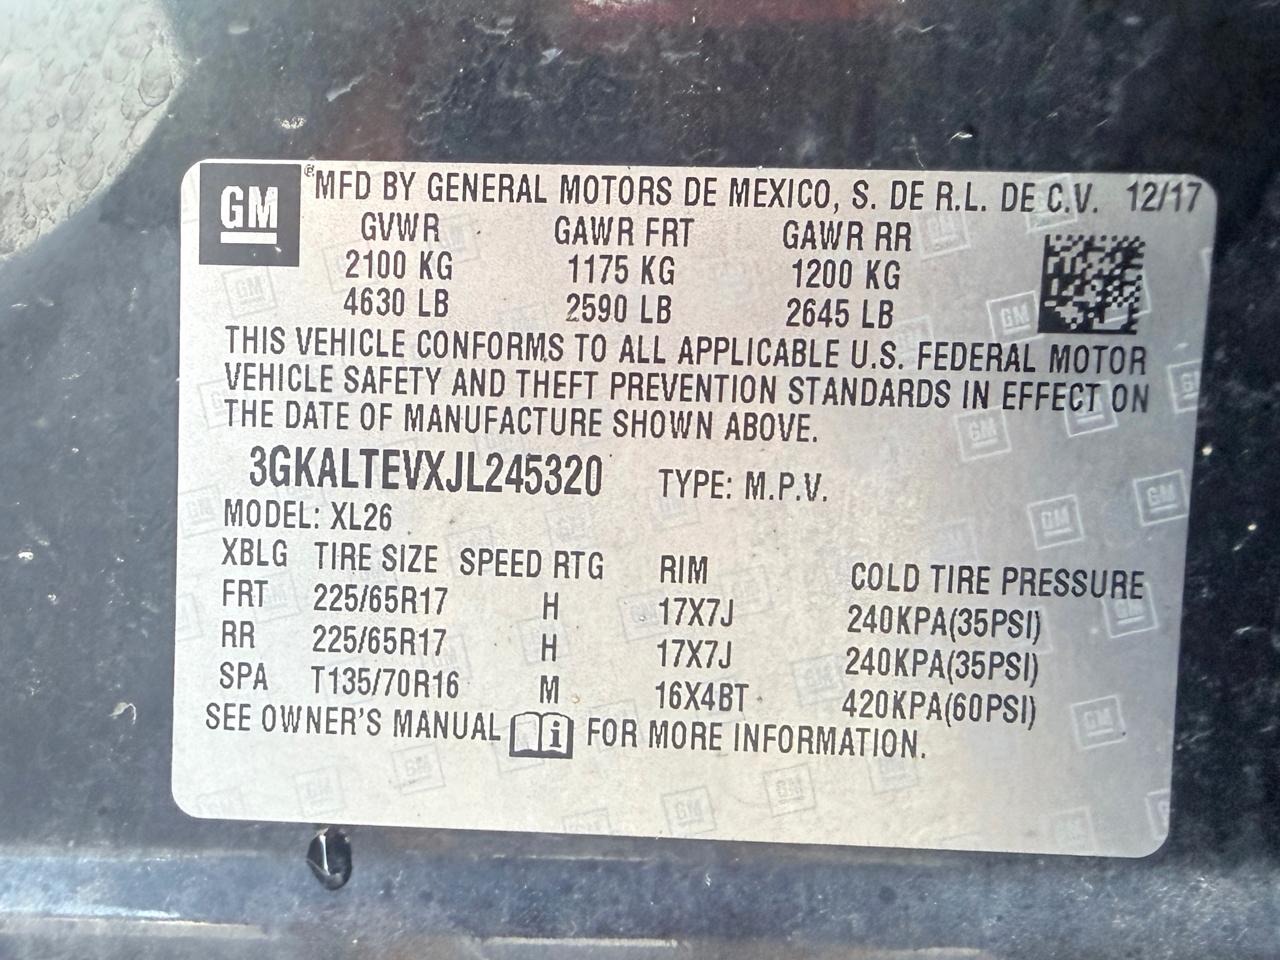 GM ® MFD BY GENERAL MOTORS DE MEXICO, S. DE R.L. DE C.V. 12/17
GVWR GAWR FRT GAWR RR
2100 KG 1175 KG 1200 KG
4630 LB 2590 LB 2645 LB
THIS VEHICLE CONFORMS TO ALL APPLICABLE U.S. FEDERAL MOTOR
VEHICLE SAFETY AND THEFT PREVENTION STANDARDS IN EFFECT ON
THE DATE OF MANUFACTURE SHOWN ABOVE.
3GKALTEVXJL245320 TYPE: M.P.V.
MODEL: XL26
XBLG TIRE SIZE SPEED RTG RIM COLD TIRE PRESSURE
FRT 225/65R17 H 17X7J 240KPA(35PSI)
RR 225/65R17 H 17X7J 240KPA(35PSI)
SPA T135/70R16 M 16X4BT 420KPA(60PSI)
SEE OWNER'S MANUAL i FOR MORE INFORMATION.